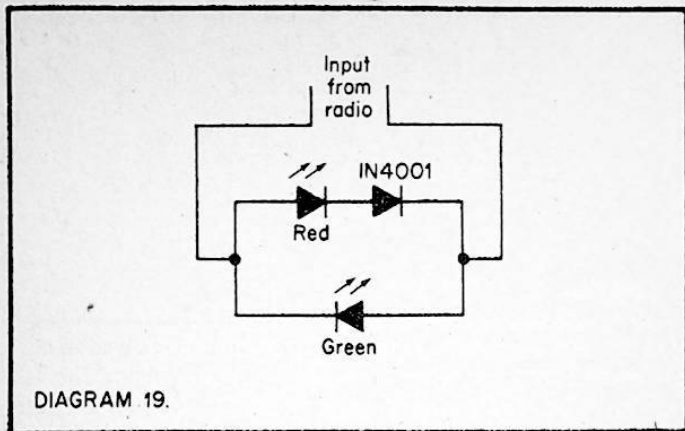 Input
from
radio
IN4001
Red
Green
DIAGRAM 19.